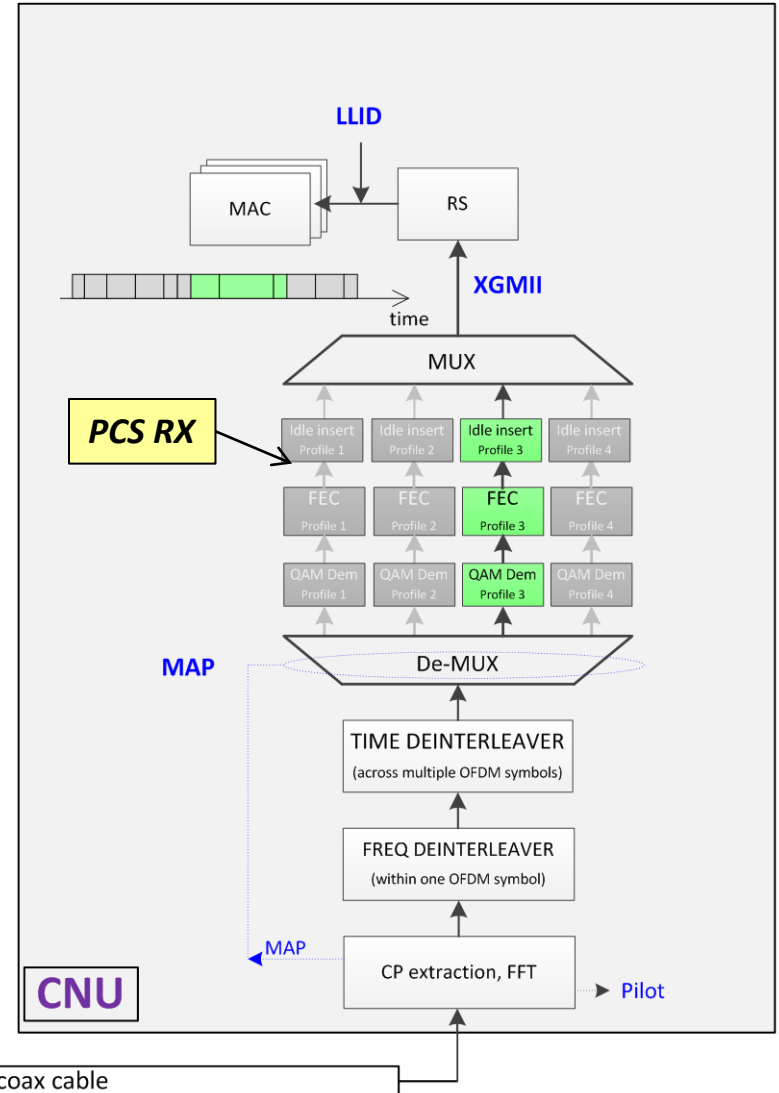 LLID
MAC
RS
XGMII
time
MUX
PCS RX
Idle insert
Profile 1
Idle insert
Profile 2
Idle insert
Profile 3
Idle insert
Profile 4
FEC
Profile 1
FEC
Profile 2
FEC
Profile 3
FEC
Profile 4
QAM Dem
Profile 1
QAM Dem
Profile 2
QAM Dem
Profile 3
QAM Dem
Profile 4
MAP
De-MUX
TIME DEINTERLEAVER
(across multiple OFDM symbols)
FREQ DEINTERLEAVER
(within one OFDM symbol)
MAP
CP extraction, FFT
Pilot
CNU
coax cable